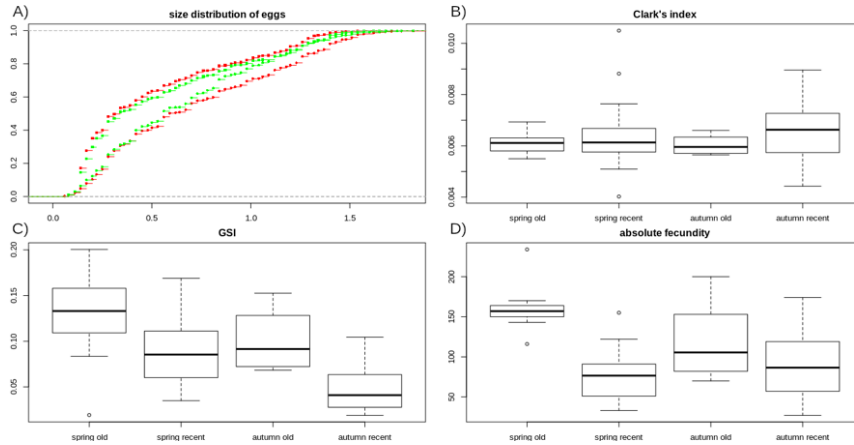 A)
size distribution of eggs
1.0
0.8
0.6
0.4
0.2
0.0
0.0 0.5 1.0 1.5
B)
Clark's index
0.010
0.008
0.006
0.004
spring old spring recent autumn old autumn recent
C)
GSI
0.20
0.15
0.10
0.05
spring old spring recent autumn old autumn recent
D)
absolute fecundity
200
150
100
50
spring old spring recent autumn old autumn recent